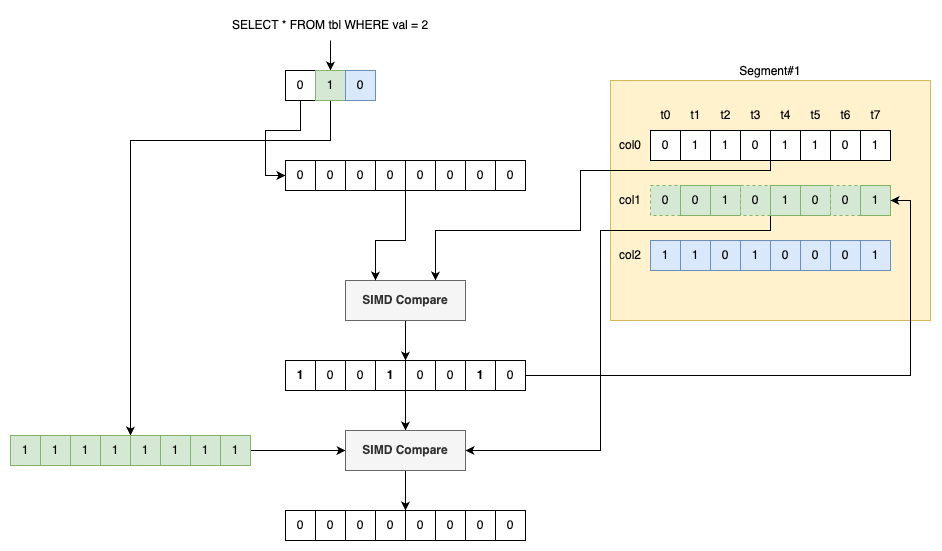 SELECT * FROM tbl WHERE val = 2
0 1 0
Segment#1
t0 t1 t2 t3 t4 t5 t6 t7
col0 0 1 1 0 1 1 0 1
0 0 0 0 0 0 0 0
col1 0 0 1 0 1 0 0 1
col2 1 1 0 1 0 0 0 1
SIMD Compare
1 0 0 1 0 0 1 0
1 1 1 1 1 1 1 1
SIMD Compare
0 0 0 0 0 0 0 0